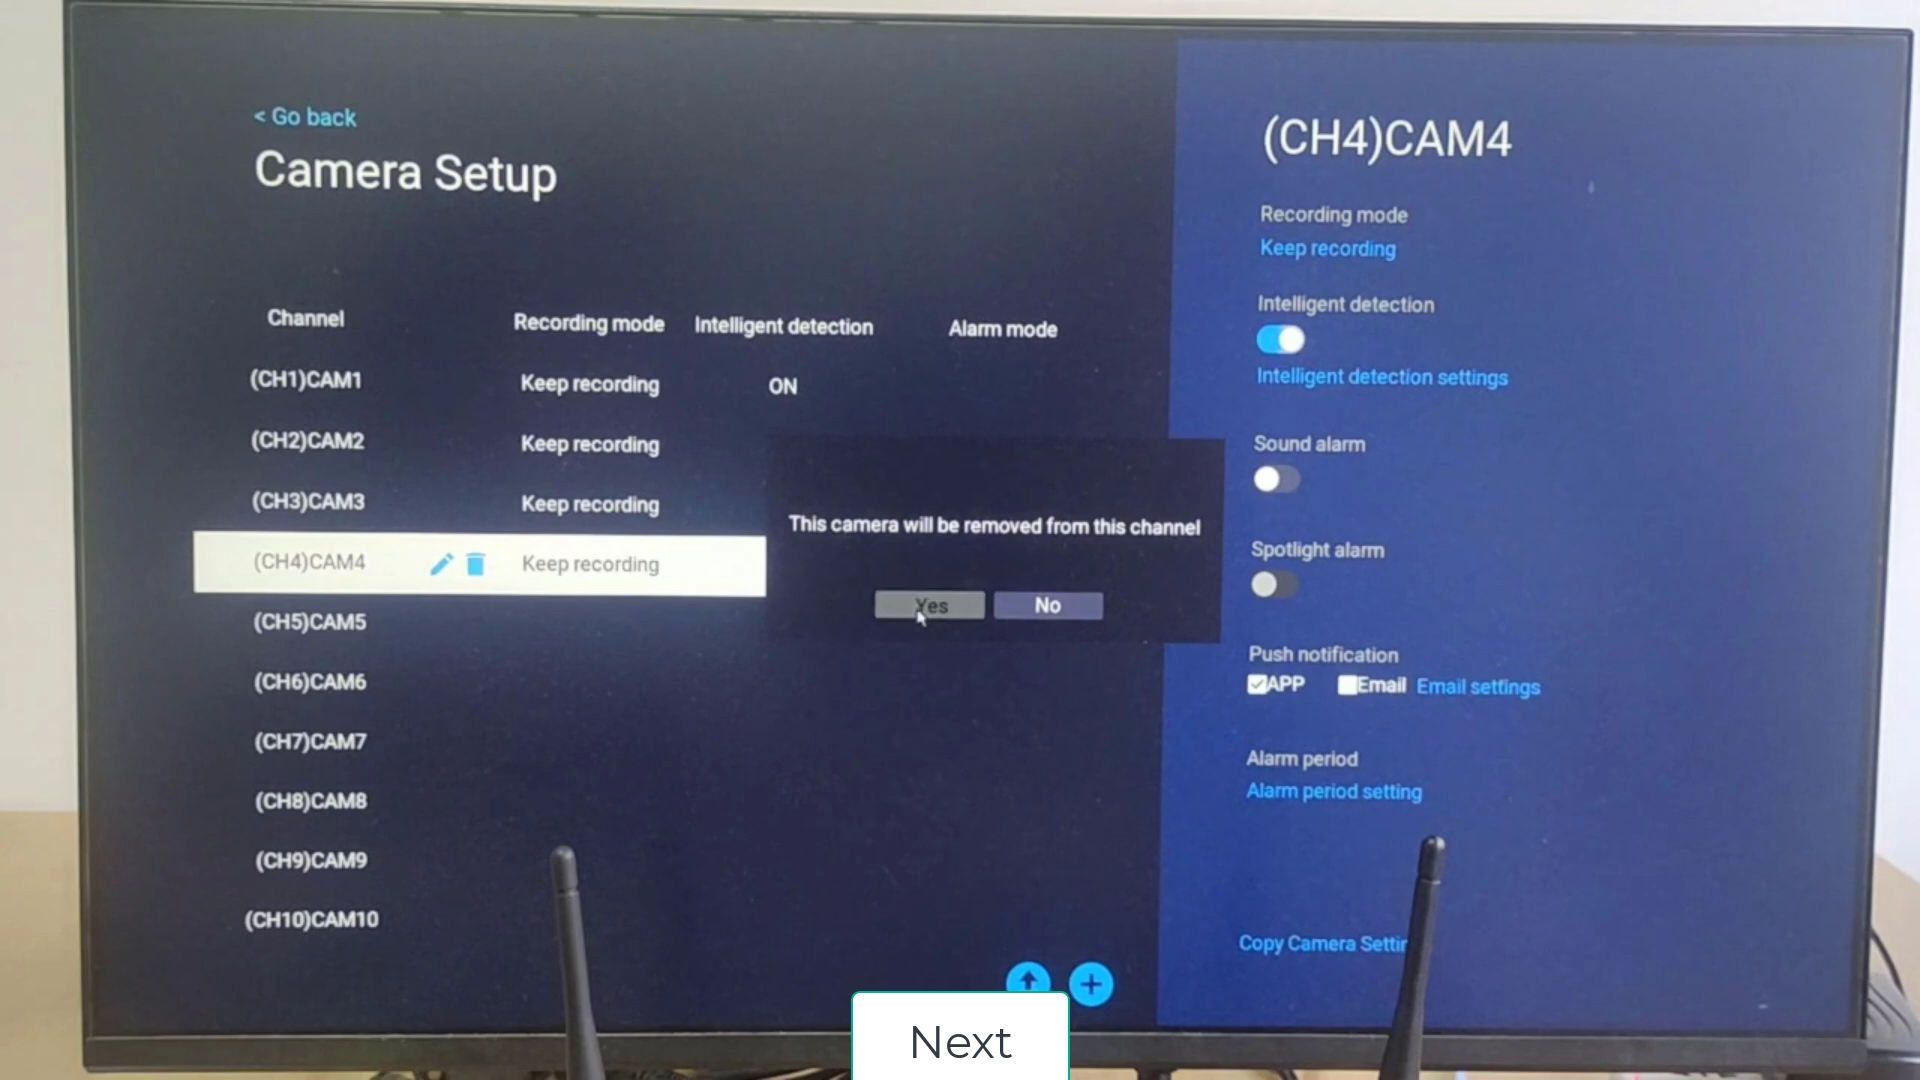 < Go back
Camera Setup
Channel Recording mode Intelligent detection Alarm mode
(CH1)CAM1 Keep recording ON
(CH2)CAM2 Keep recording
(CH3)CAM3 Keep recording
(CH4)CAM4 Keep recording
(CH5)CAM5
(CH6)CAM6
(CH7)CAM7
(CH8)CAM8
(CH9)CAM9
(CH10)CAM10
This camera will be removed from this channel
Yes No
(CH4)CAM4
Recording mode
Keep recording
Intelligent detection
Intelligent detection settings
Sound alarm
Spotlight alarm
Push notification
APP Email Email settings
Alarm period
Alarm period setting
Copy Camera
Next